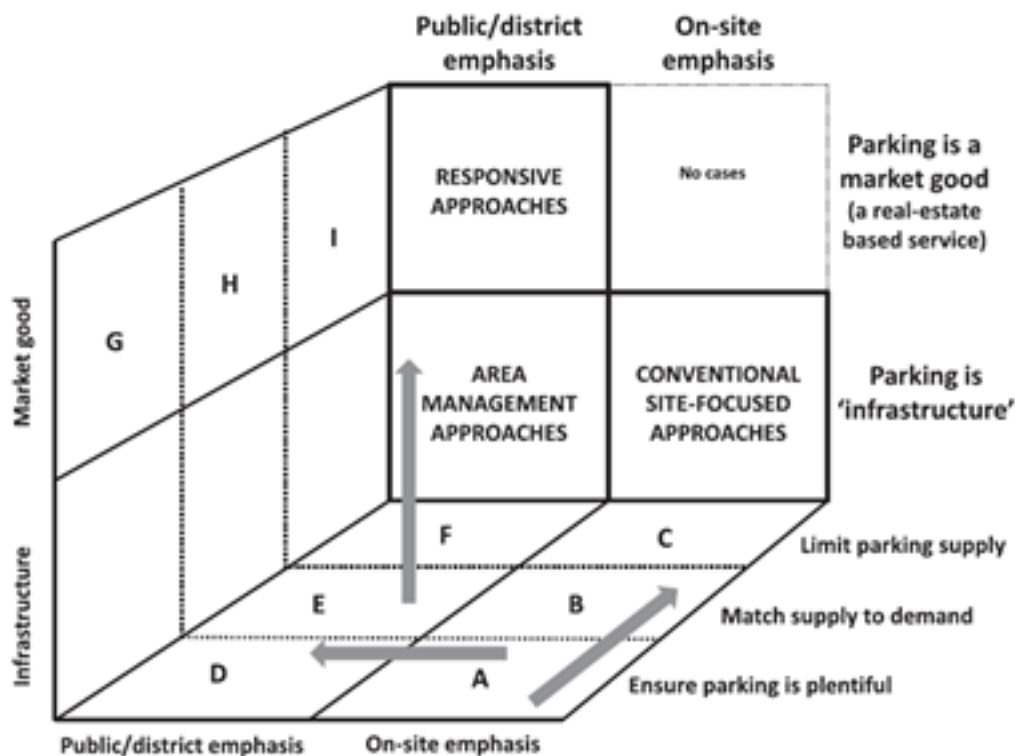 Public/district
emphasis
On-site
emphasis
RESPONSIVE
APPROACHES
No cases
Parking is a
market good
(a real-estate
based service)
I
H
G
Market good
AREA
MANAGEMENT
APPROACHES
CONVENTIONAL
SITE-FOCUSED
APPROACHES
Parking is
‘infrastructure’
F
C
Limit parking supply
E
B
Match supply to demand
Infrastructure
D
A
Ensure parking is plentiful
Public/district emphasis
On-site emphasis